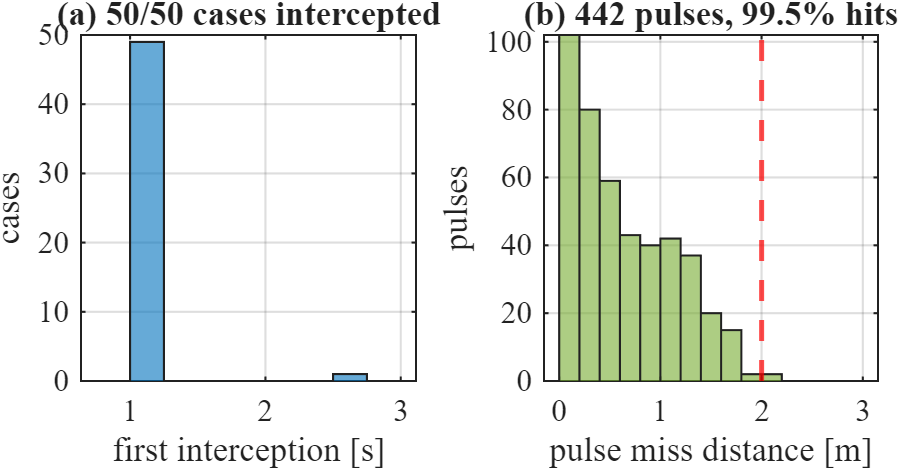 (a) 50/50 cases intercepted
50
40
30
20
10
0
cases
1 2 3
first interception [s]
(b) 442 pulses, 99.5% hits
100
80
60
40
20
0
pulses
0 1 2 3
pulse miss distance [m]